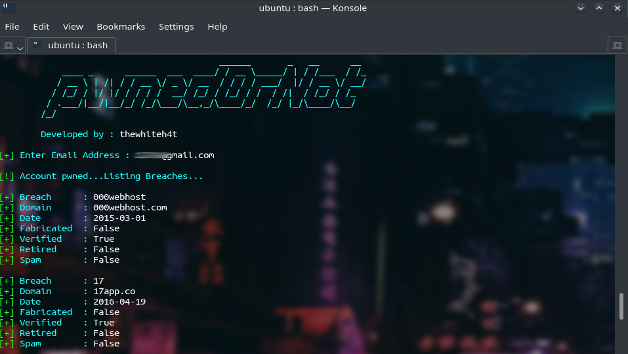 ubuntu : bash — Konsole
File Edit View Bookmarks Settings Help
ubuntu : bash
pwnedOrNot
Developed by : thewhiteh4t
[+] Enter Email Address : @gmail.com
[!] Account pwned...Listing Breaches...
[+] Breach : 000webhost
[+] Domain : 000webhost.com
[+] Date : 2015-03-01
[+] Fabricated : False
[+] Verified : True
[+] Retired : False
[+] Spam : False
[+] Breach : 17
[+] Domain : 17app.co
[+] Date : 2016-04-19
[+] Fabricated : False
[+] Verified : True
[+] Retired : False
[+] Spam : False